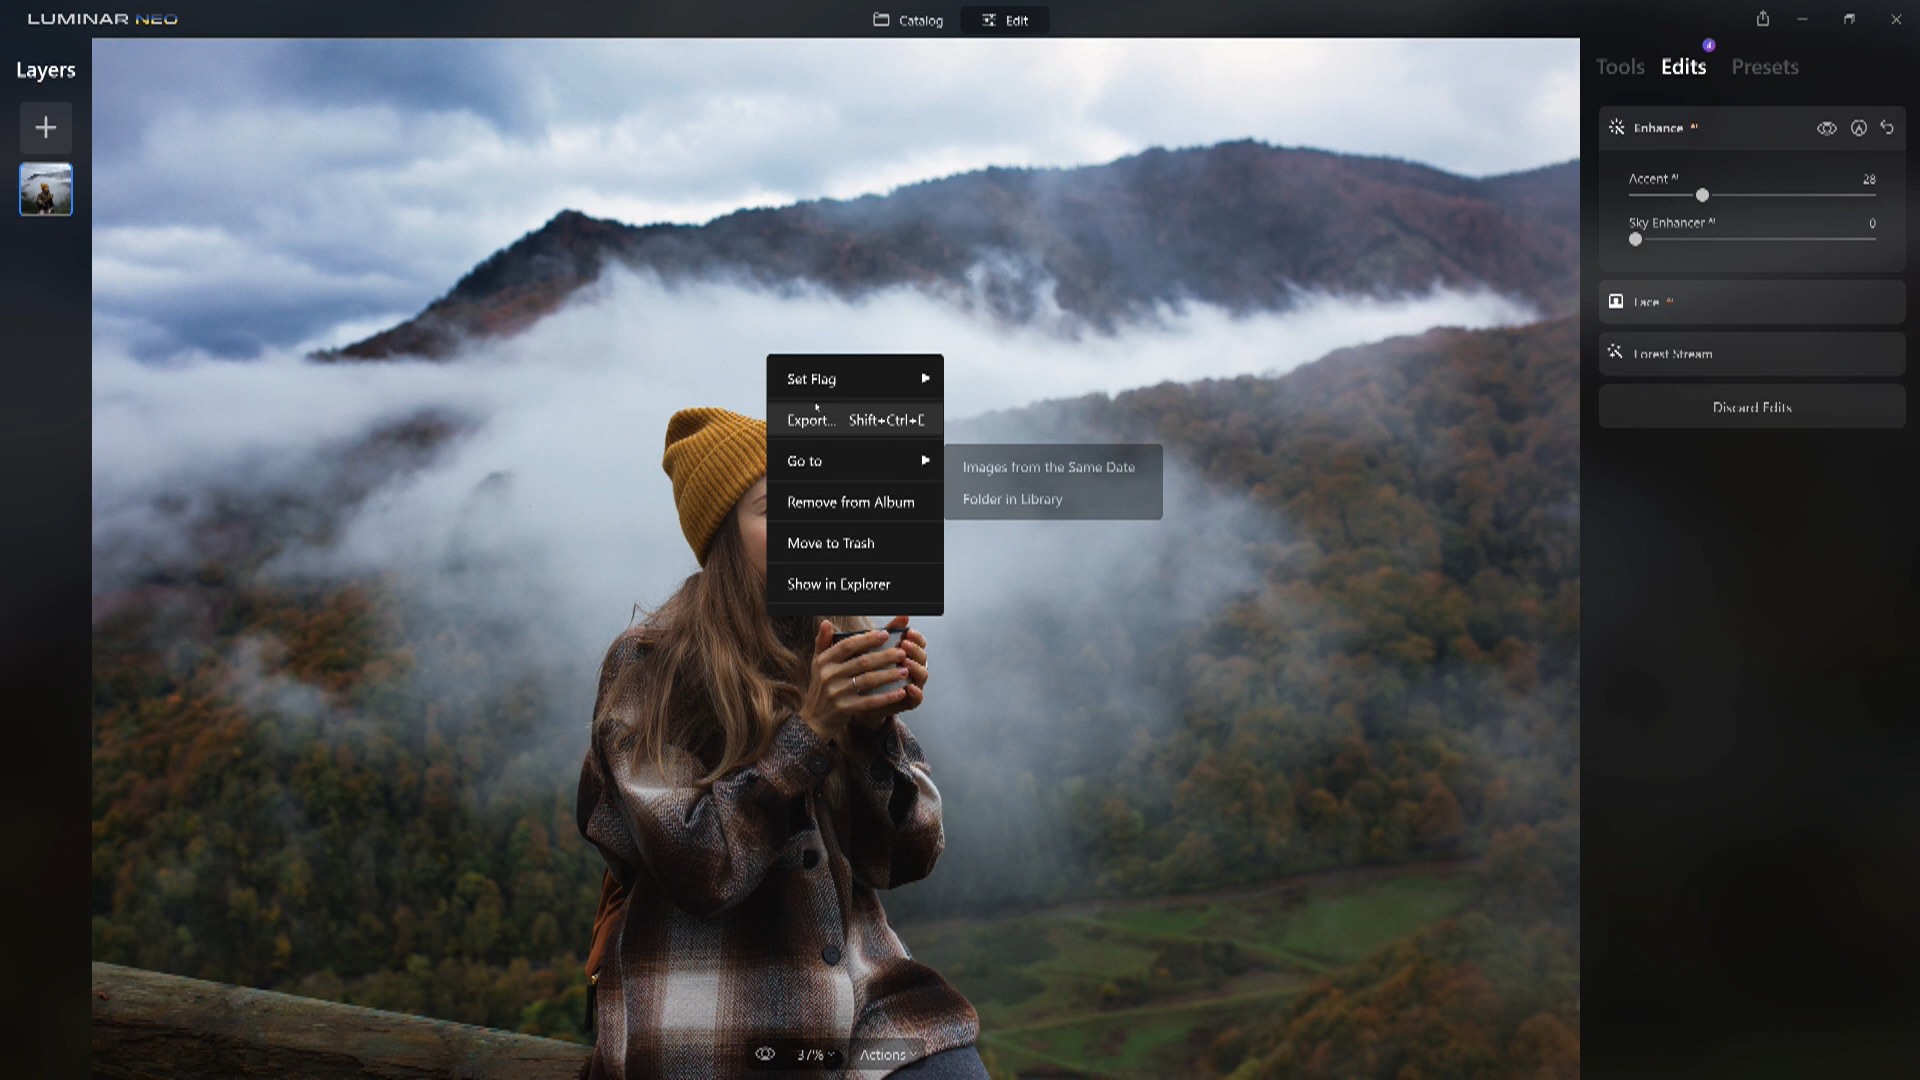 LUMINAR NEO
Catalog
Edit
Layers
Tools
Edits
4
Presets
Enhance AI
Accent AI
28
Sky Enhancer AI
0
Face AI
Forest Stream
Discard Edits
Set Flag
Export... Shift+Ctrl+E
Go to
Images from the Same Date
Folder in Library
Remove from Album
Move to Trash
Show in Explorer
37%
Actions